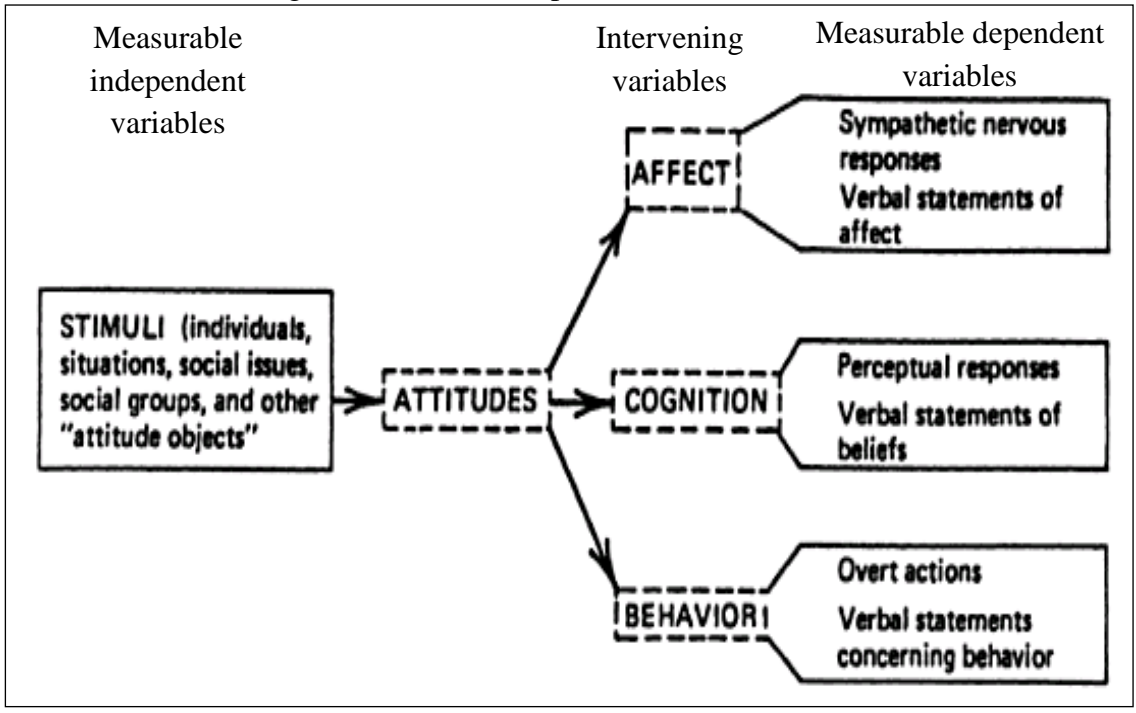 Measurable
independent
variables
Intervening
variables
Measurable dependent
variables
STIMULI (individuals,
situations, social issues,
social groups, and other
"attitude objects"
ATTITUDES
AFFECT
Sympathetic nervous
responses
Verbal statements of
affect
COGNITION
Perceptual responses
Verbal statements of
beliefs
BEHAVIOR
Overt actions
Verbal statements
concerning behavior